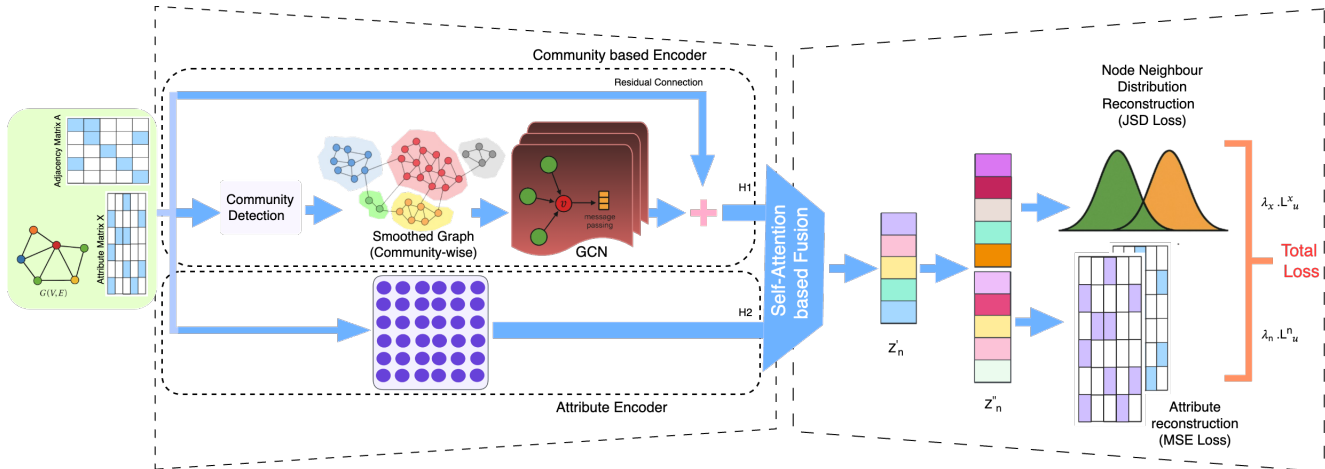 Adjacency Matrix A
Attribute Matrix X
G(V,E)
Community based Encoder
Residual Connection
Community
Detection
Smoothed Graph
(Community-wise)
v
message
passing
GCN
H1
H2
Attribute Encoder
Self-Attention
based Fusion
Z'ₙ
Z"ₙ
Node Neighbour
Distribution
Reconstruction
(JSD Loss)
Attribute
reconstruction
(MSE Loss)
λₓ .Lˣᵤ
Total
Loss
λₙ .Lⁿᵤ